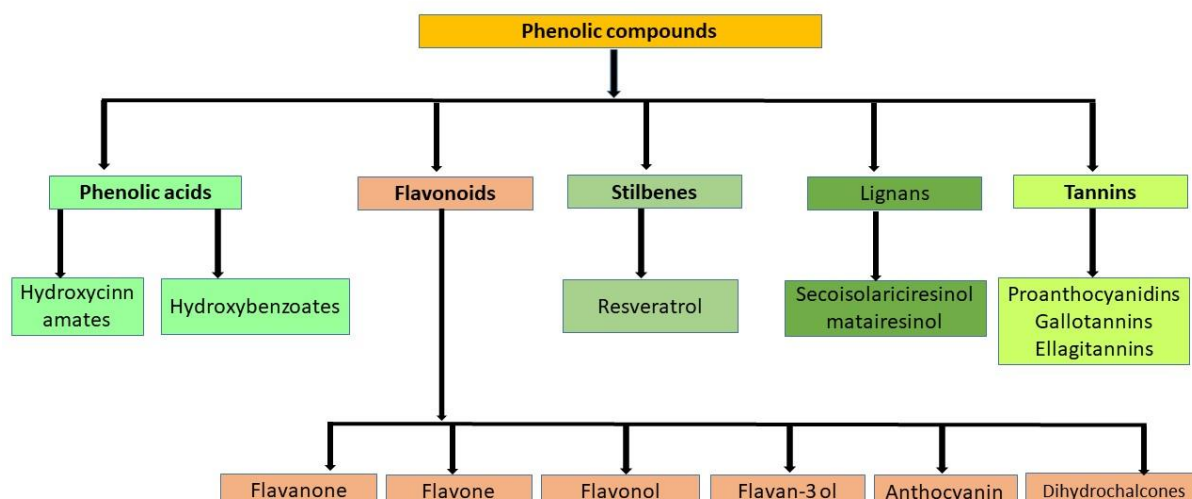 Phenolic compounds
Phenolic acids
Flavonoids
Stilbenes
Lignans
Tannins
Hydroxycinn
amates
Hydroxybenzoates
Resveratrol
Secoisolariciresinol
matairesinol
Proanthocyanidins
Gallotannins
Ellagitannins
Flavanone
Flavone
Flavonol
Flavan-3 ol
Anthocyanin
Dihydrochalcones